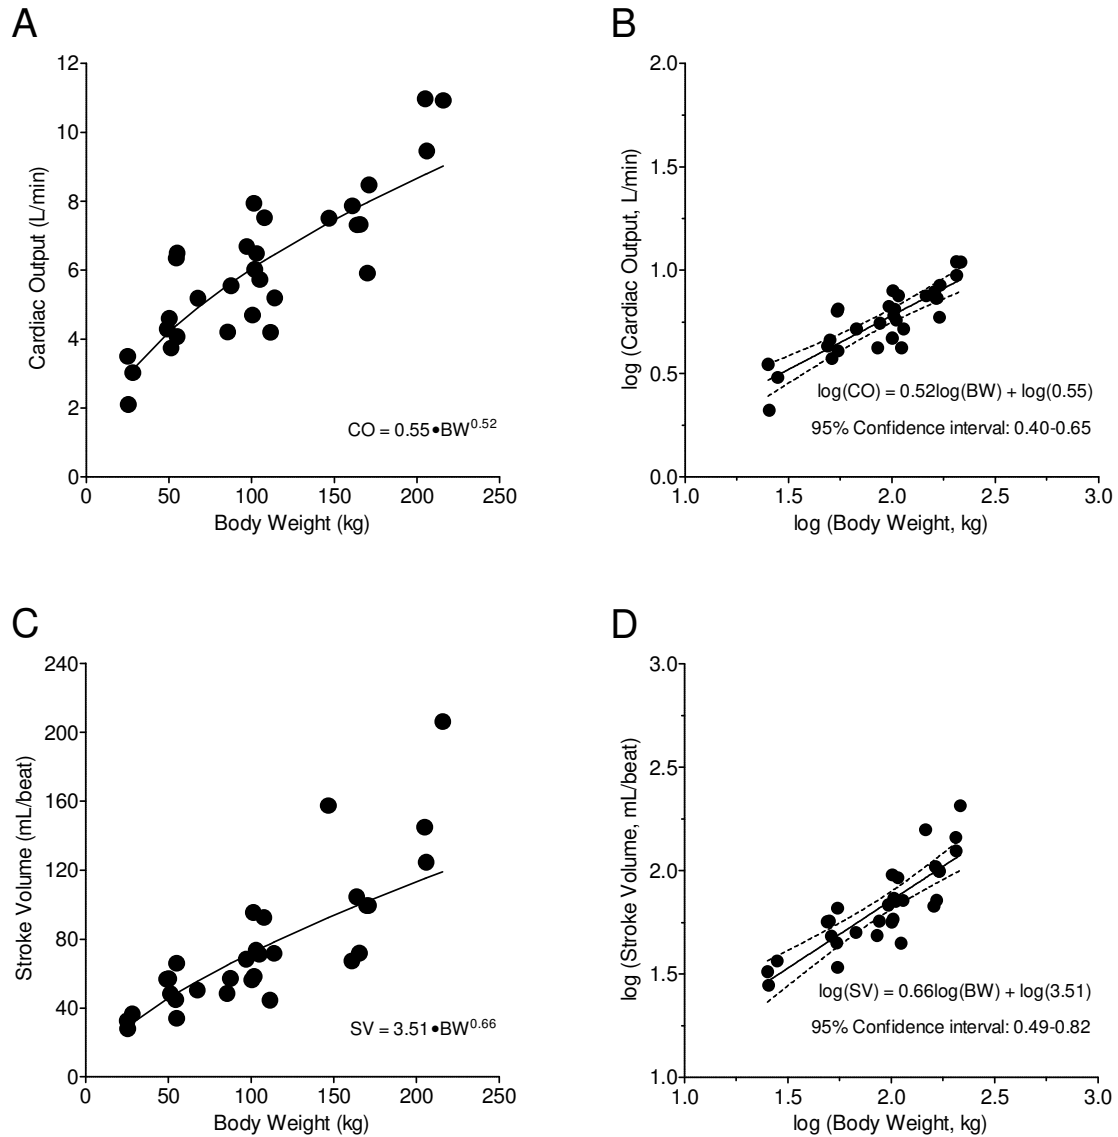 A
12
10
8
6
4
2
0
Cardiac Output (L/min)
CO = 0.55•BW^0.52
0 50 100 150 200 250
Body Weight (kg)
B
2.0
1.5
1.0
0.5
0.0
log (Cardiac Output, L/min)
log(CO) = 0.52log(BW) + log(0.55)
95% Confidence interval: 0.40-0.65
1.0 1.5 2.0 2.5 3.0
log (Body Weight, kg)
C
240
200
160
120
80
40
0
Stroke Volume (mL/beat)
SV = 3.51•BW^0.66
0 50 100 150 200 250
Body Weight (kg)
D
3.0
2.5
2.0
1.5
1.0
log (Stroke Volume, mL/beat)
log(SV) = 0.66log(BW) + log(3.51)
95% Confidence interval: 0.49-0.82
1.0 1.5 2.0 2.5 3.0
log (Body Weight, kg)